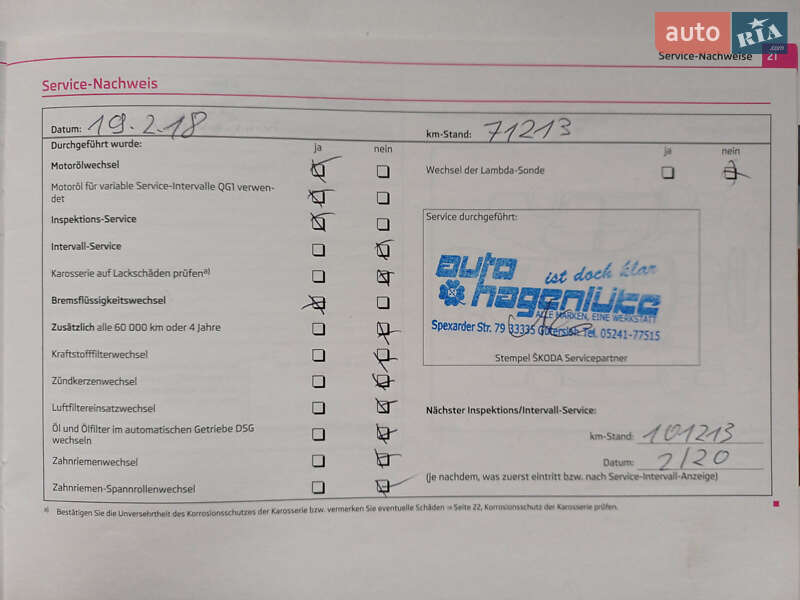 auto RIA .com
Service-Nachweise 21
Service-Nachweis
Datum: 19.2.18
km-Stand: 71213
Durchgeführt wurde:
ja nein
ja nein
Motorölwechsel
Wechsel der Lambda-Sonde
Motoröl für variable Service-Intervalle QG1 verwen-
det
Inspektions-Service
Intervall-Service
Karosserie auf Lackschäden prüfen a)
Bremsflüssigkeitswechsel
Zusätzlich alle 60 000 km oder 4 Jahre
Kraftstofffilterwechsel
Zündkerzenwechsel
Luftfiltereinsatzwechsel
Öl und Ölfilter im automatischen Getriebe DSG
wechseln
Zahnriemenwechsel
Zahnriemen-Spannrollenwechsel
Service durchgeführt:
auto ist doch klar
hagenlüke
ALLE MARKEN, EINE WERKSTATT
Spexarder Str. 79 33335 Gütersloh Tel. 05241-77515
Stempel ŠKODA Servicepartner
Nächster Inspektions/Intervall-Service:
km-Stand: 101213
Datum: 2/20
(je nachdem, was zuerst eintritt bzw. nach Service-Intervall-Anzeige)
a) Bestätigen Sie die Unversehrtheit des Korrosionsschutzes der Karosserie bzw. vermerken Sie eventuelle Schäden ⇒ Seite 22, Korrosionsschutz der Karosserie prüfen.